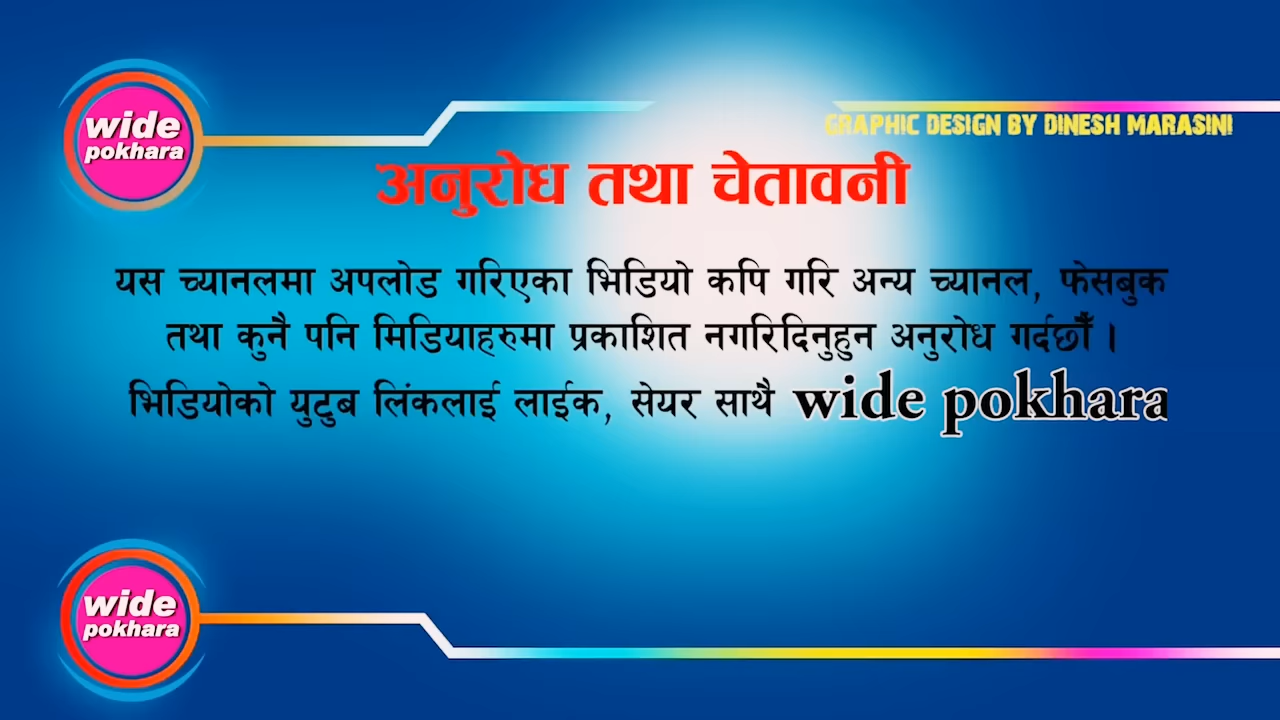 wide
pokhara
GRAPHIC DESIGN BY DINESH MARASINI
अनुरोध तथा चेतावनी
यस च्यानलमा अपलोड गरिएका भिडियो कपि गरि अन्य च्यानल, फेसबुक
तथा कुनै पनि मिडियाहरुमा प्रकाशित नगरिदिनुहुन अनुरोध गर्दछौँ ।
भिडियोको युटुब लिंकलाई लाईक, सेयर साथै wide pokhara
wide
pokhara